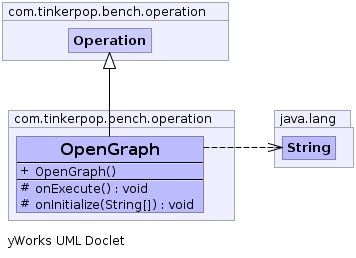 com.tinkerpop.bench.operation
Operation
com.tinkerpop.bench.operation
java.lang
OpenGraph
String
+ OpenGraph()
# onExecute() : void
# onInitialize(String[]) : void
yWorks UML Doclet